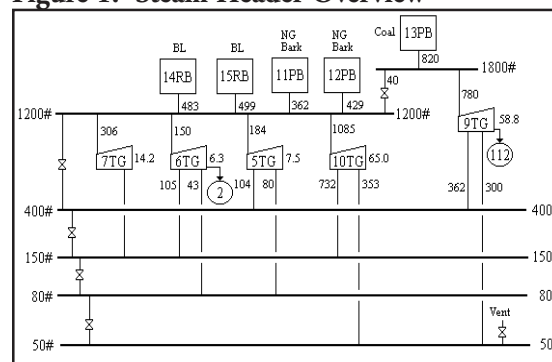 Figure 1. Steam Header Overview
Coal 13PB
820
1800#
BL BL NG Bark NG Bark
14RB 15RB 11PB 12PB
483 499 362 429
40
780
1200# 1200#
306 150 184 1085
9TG 58.8
7TG 14.2 6TG 6.3 5TG 7.5 10TG 65.0
112
105 43 2 104 80 732 353 362 300
400# 400
150# 150
80# 80
Vent
50# 50